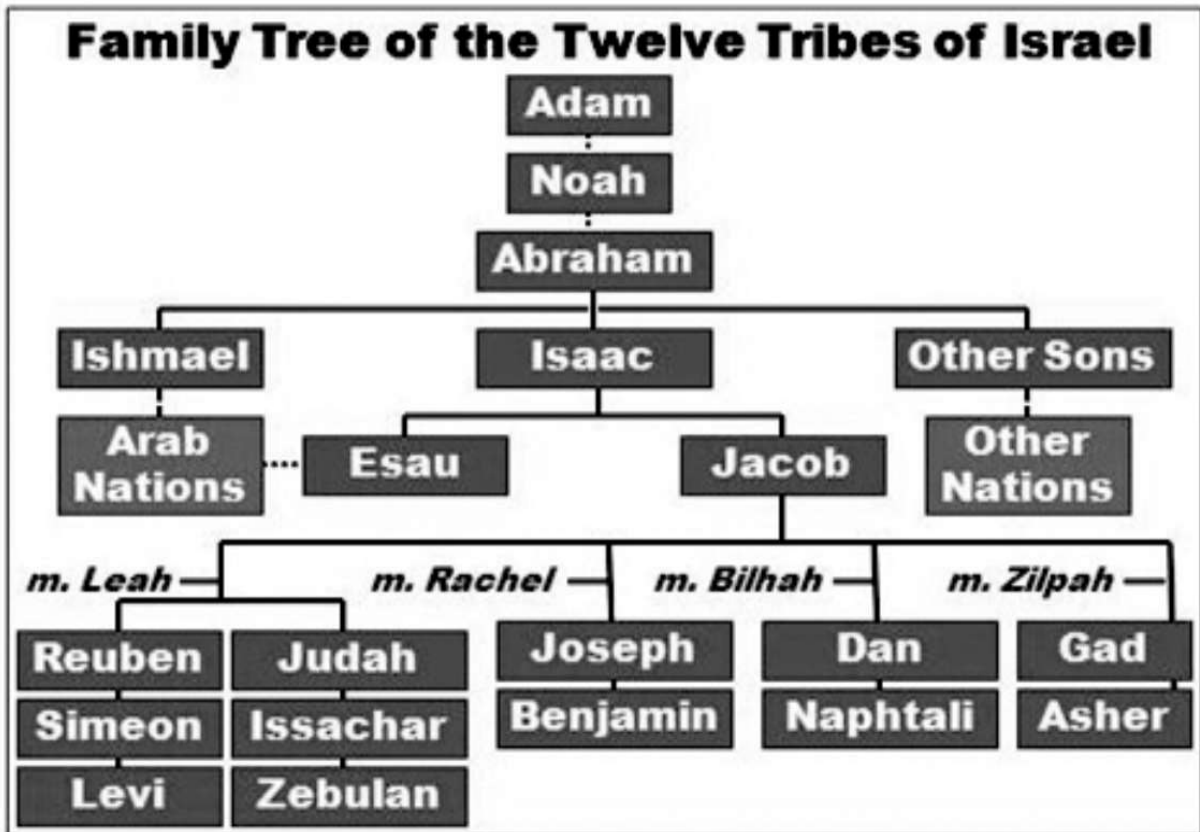 Family Tree of the Twelve Tribes of Israel
Adam
Noah
Abraham
Ishmael
Isaac
Other Sons
Arab
Nations
Esau
Jacob
Other
Nations
m. Leah
m. Rachel
m. Bilhah
m. Zilpah
Reuben
Judah
Joseph
Dan
Gad
Simeon
Issachar
Benjamin
Naphtali
Asher
Levi
Zebulan